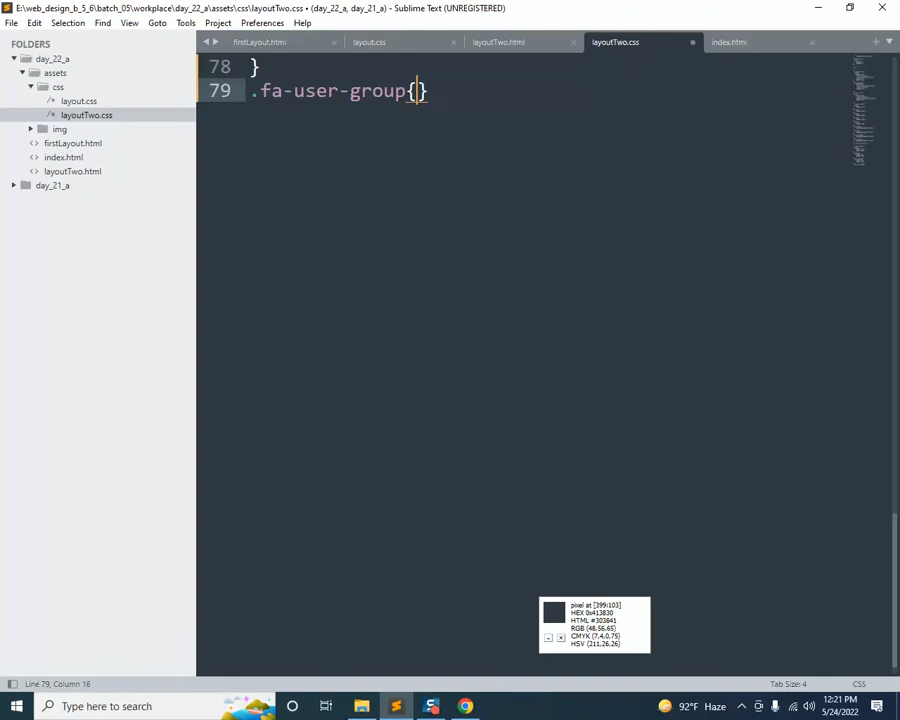 E:\web_design_b_5_6\batch_05\workplace\day_22_a\assets\css\layoutTwo.css • (day_22_a, day_21_a) - Sublime Text (UNREGISTERED)
File Edit Selection Find View Goto Tools Project Preferences Help
FOLDERS
day_22_a
assets
css
/* layout.css
/* layoutTwo.css
img
<> firstLayout.html
<> index.html
<> layoutTwo.html
day_21_a
firstLayout.html layout.css layoutTwo.html layoutTwo.css index.html
78 }
79 .fa-user-group{}
pixel at [399:103]
HEX 0x413830
HTML #303841
RGB (48,56,65)
CMYK (7,4,0,75)
HSV (211,26,26)
Line 79, Column 16 Tab Size: 4 CSS
Type here to search 92°F Haze 12:21 PM
5/24/2022